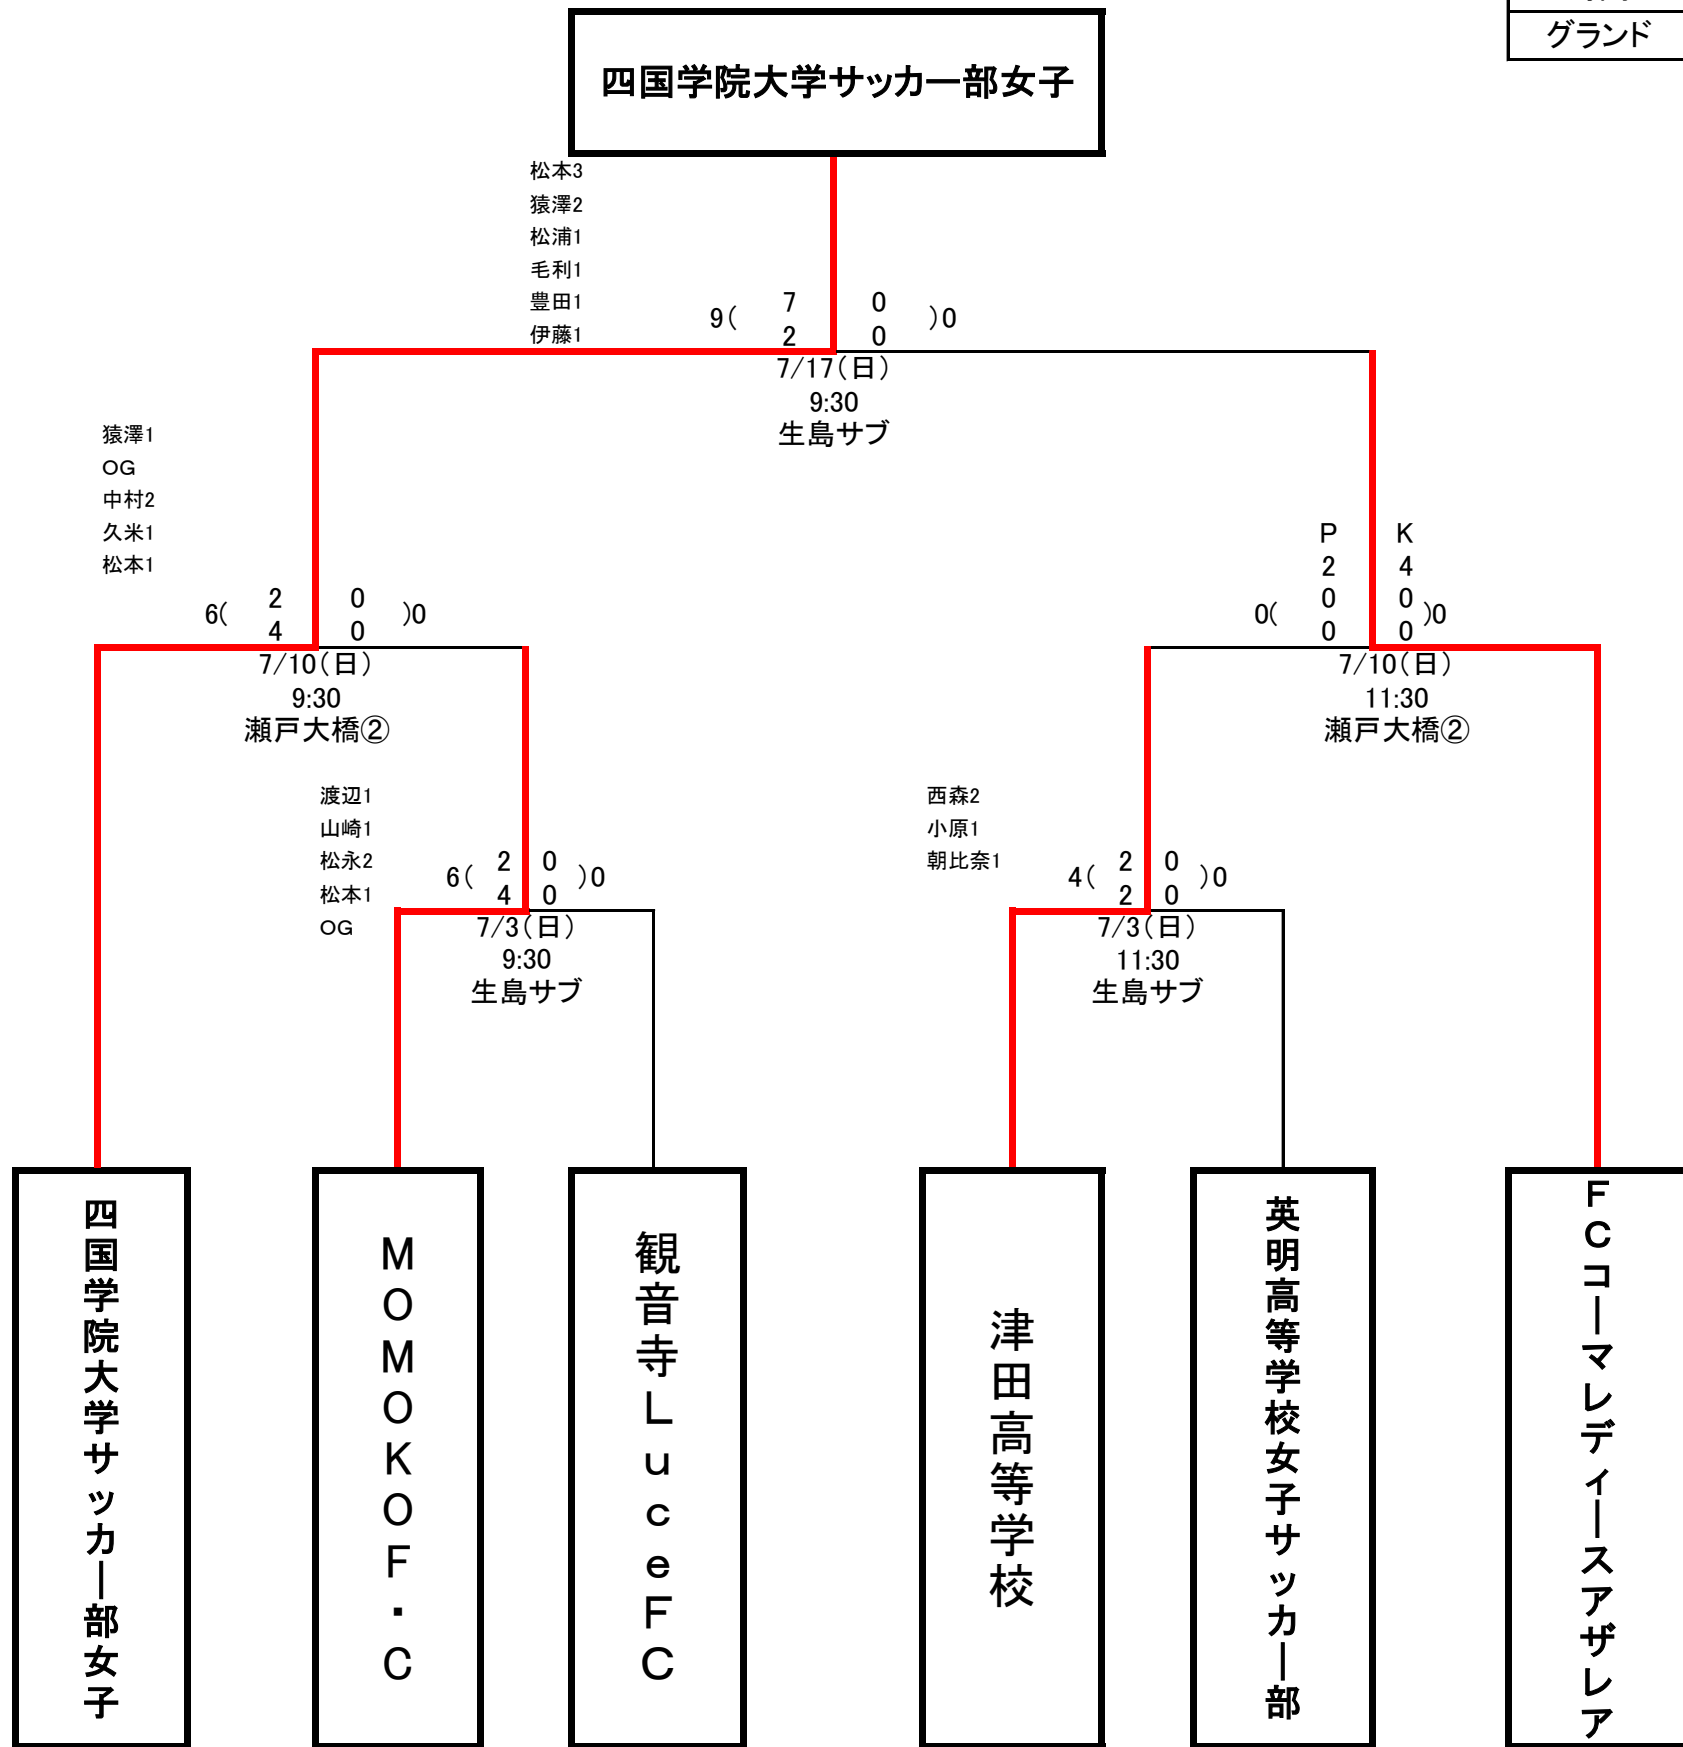 グランド
四国学院大学サッカー部女子
松本3
猿澤2
松浦1
毛利1
豊田1
伊藤1
9( 7 0 )0
2 0
7/17(日)
9:30
生島サブ
猿澤1
OG
中村2
久米1
松本1
6( 2 0 )0
4 0
7/10(日)
9:30
瀬戸大橋②
P K
2 4
0( 0 0 )0
0 0
7/10(日)
11:30
瀬戸大橋②
渡辺1
山崎1
松永2
松本1
OG
6( 2 0 )0
4 0
7/3(日)
9:30
生島サブ
西森2
小原1
朝比奈1
4( 2 0 )0
2 0
7/3(日)
11:30
生島サブ
四国学院大学サッカー部女子
MOMOKOF・C
観音寺LuceFC
津田高等学校
英明高等学校女子サッカー部
FCコーマレディースアザレア